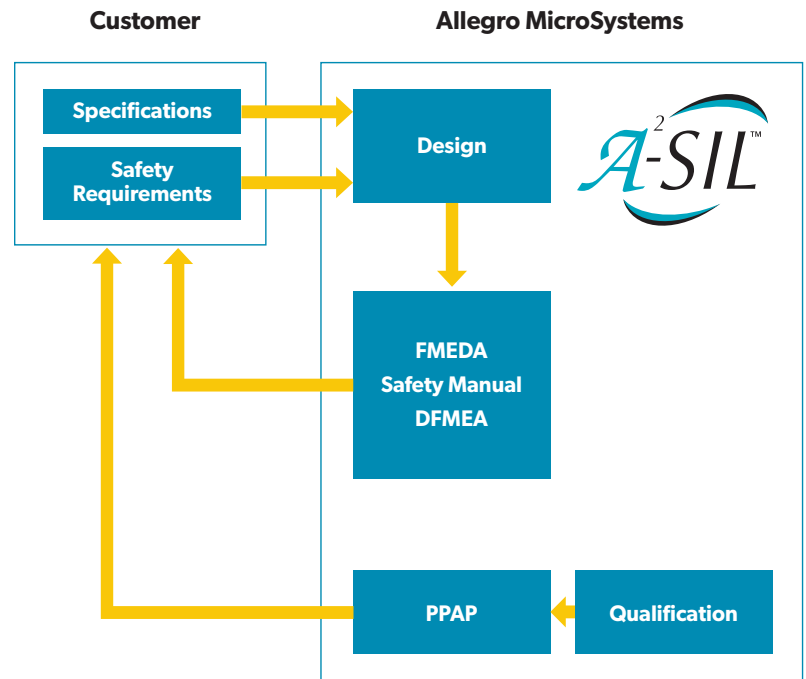 Customer
Allegro MicroSystems
Specifications
Safety
Requirements
Design
A²-SIL™
FMEDA
Safety Manual
DFMEA
PPAP
Qualification